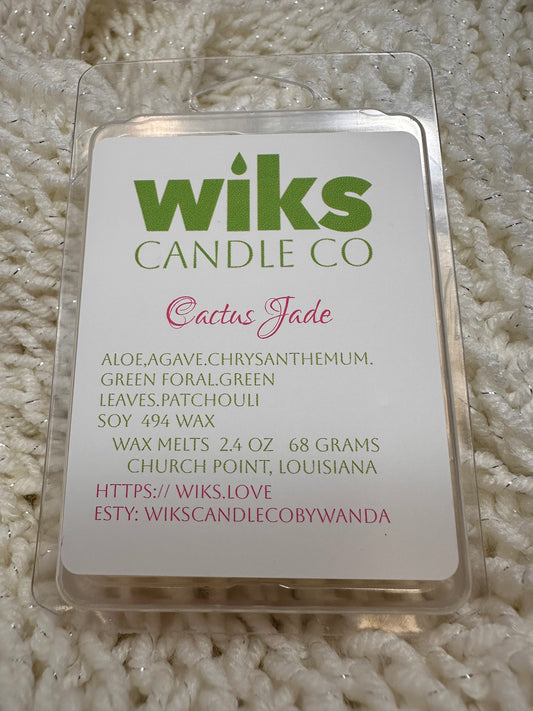 wiks
CANDLE CO
Cactus Jade
ALOE,AGAVE.CHRYSANTHEMUM.
GREEN FORAL.GREEN
LEAVES.PATCHOULI
SOY 494 WAX
WAX MELTS 2.4 OZ 68 GRAMS
CHURCH POINT, LOUISIANA
HTTPS:// WIKS.LOVE
ESTY: WIKSCANDLECOBYWANDA